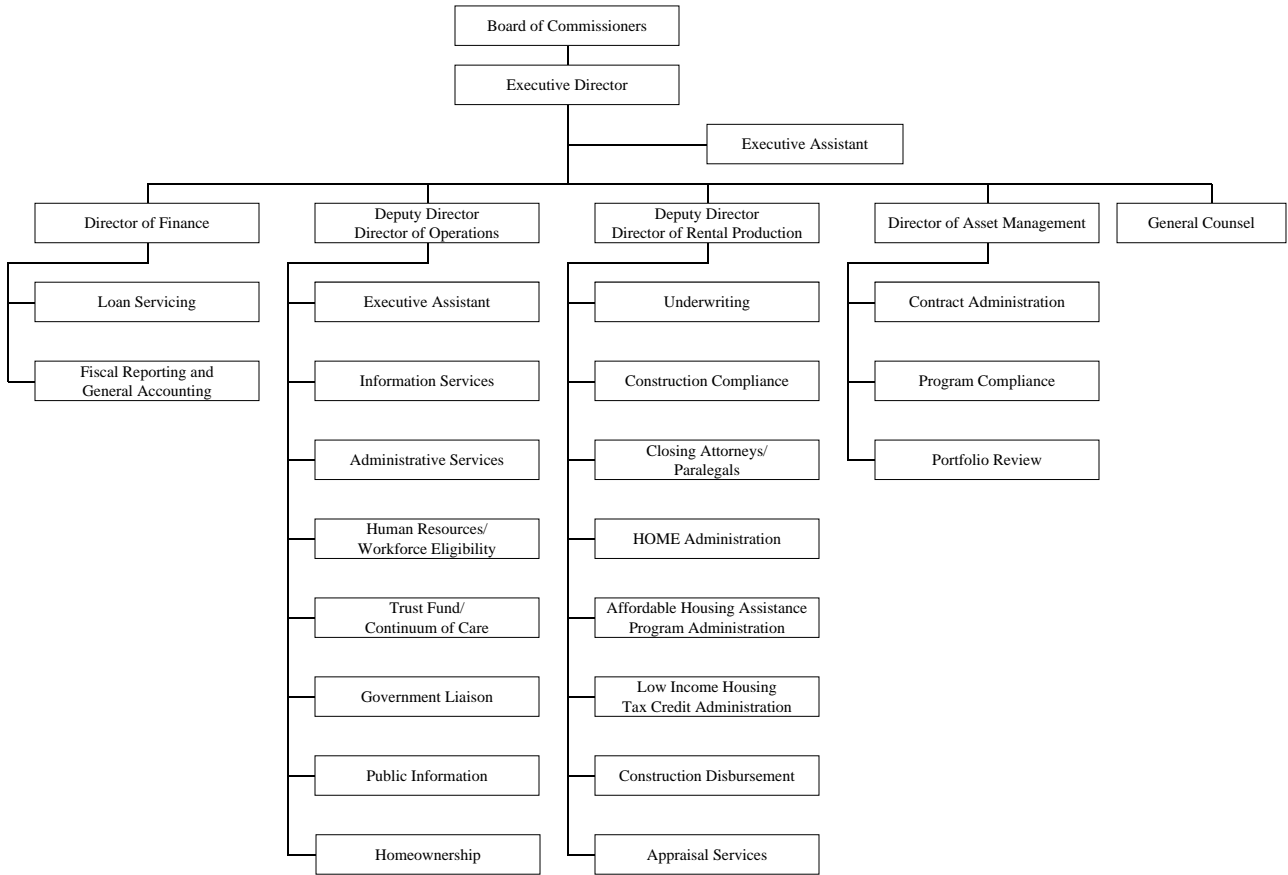 Board of Commissioners
Executive Director
Executive Assistant
Director of Finance
Deputy Director
Director of Operations
Deputy Director
Director of Rental Production
Director of Asset Management
General Counsel
Loan Servicing
Executive Assistant
Underwriting
Contract Administration
Fiscal Reporting and
General Accounting
Information Services
Construction Compliance
Program Compliance
Administrative Services
Closing Attorneys/
Paralegals
Portfolio Review
Human Resources/
Workforce Eligibility
HOME Administration
Trust Fund/
Continuum of Care
Affordable Housing Assistance
Program Administration
Government Liaison
Low Income Housing
Tax Credit Administration
Public Information
Construction Disbursement
Homeownership
Appraisal Services